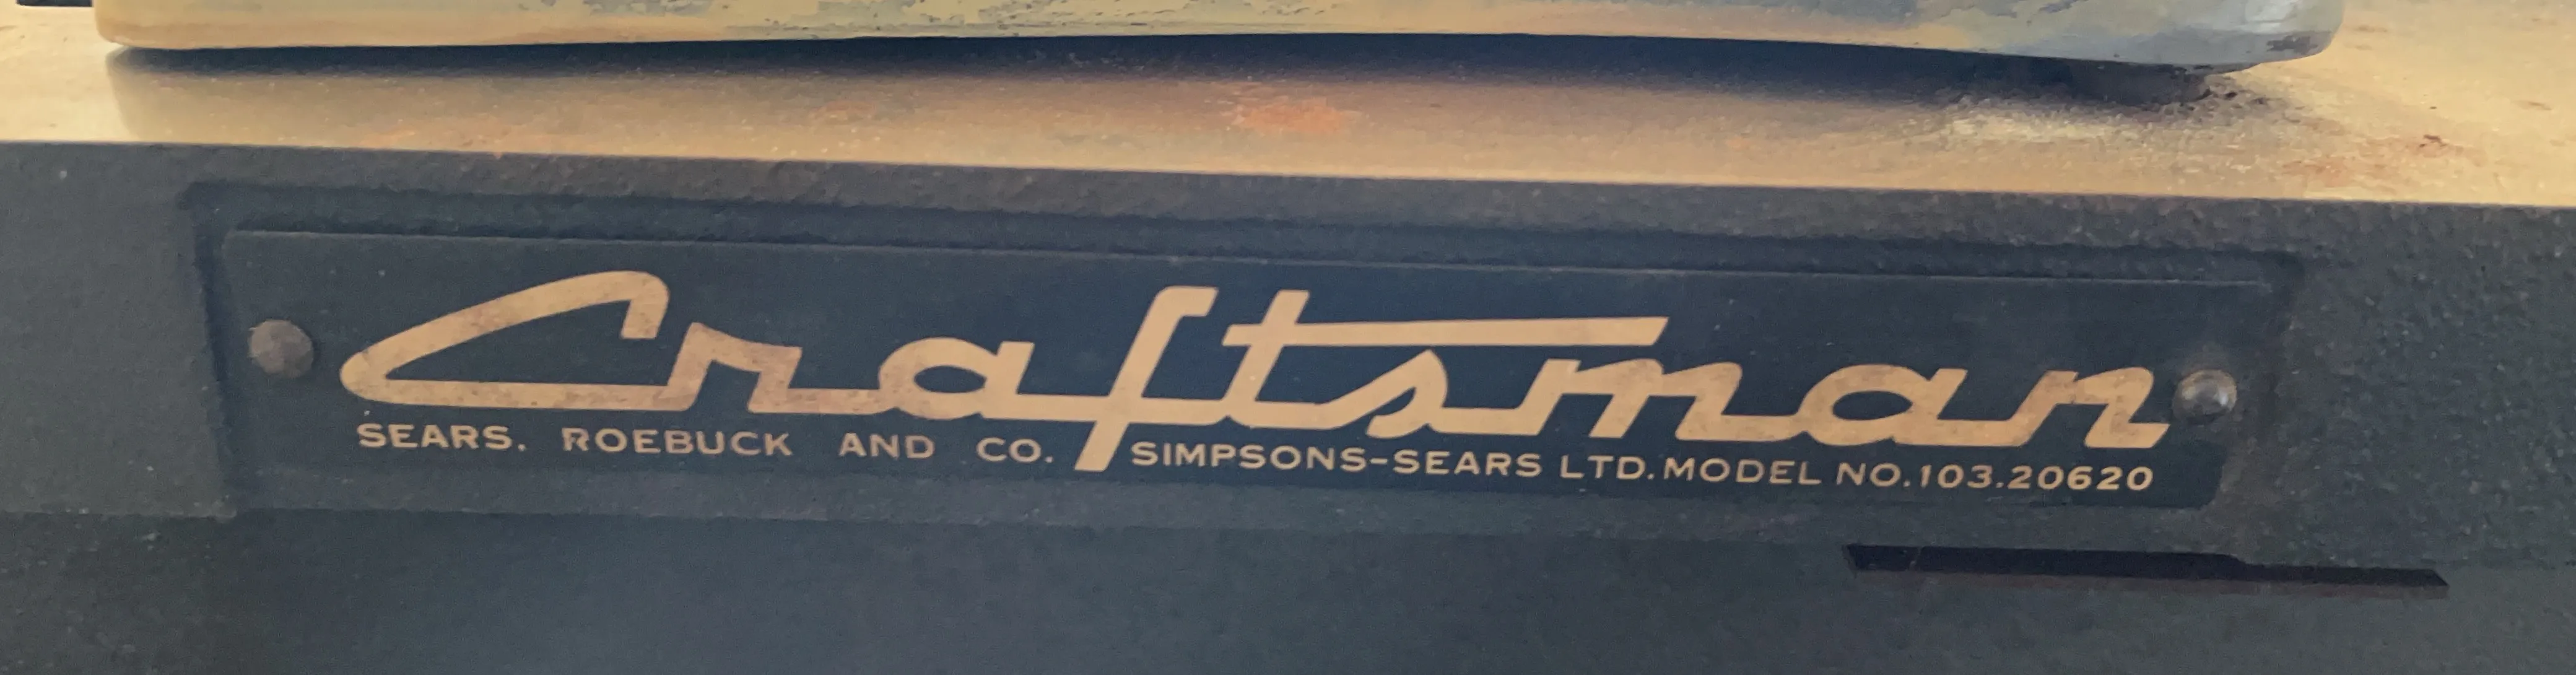 Craftsman
SEARS. ROEBUCK AND CO. SIMPSONS-SEARS LTD. MODEL NO.103.20620